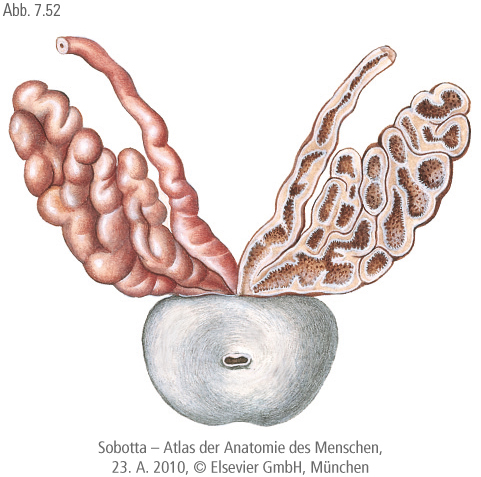 Abb. 7.52
Sobotta – Atlas der Anatomie des Menschen,
23. A. 2010, © Elsevier GmbH, München